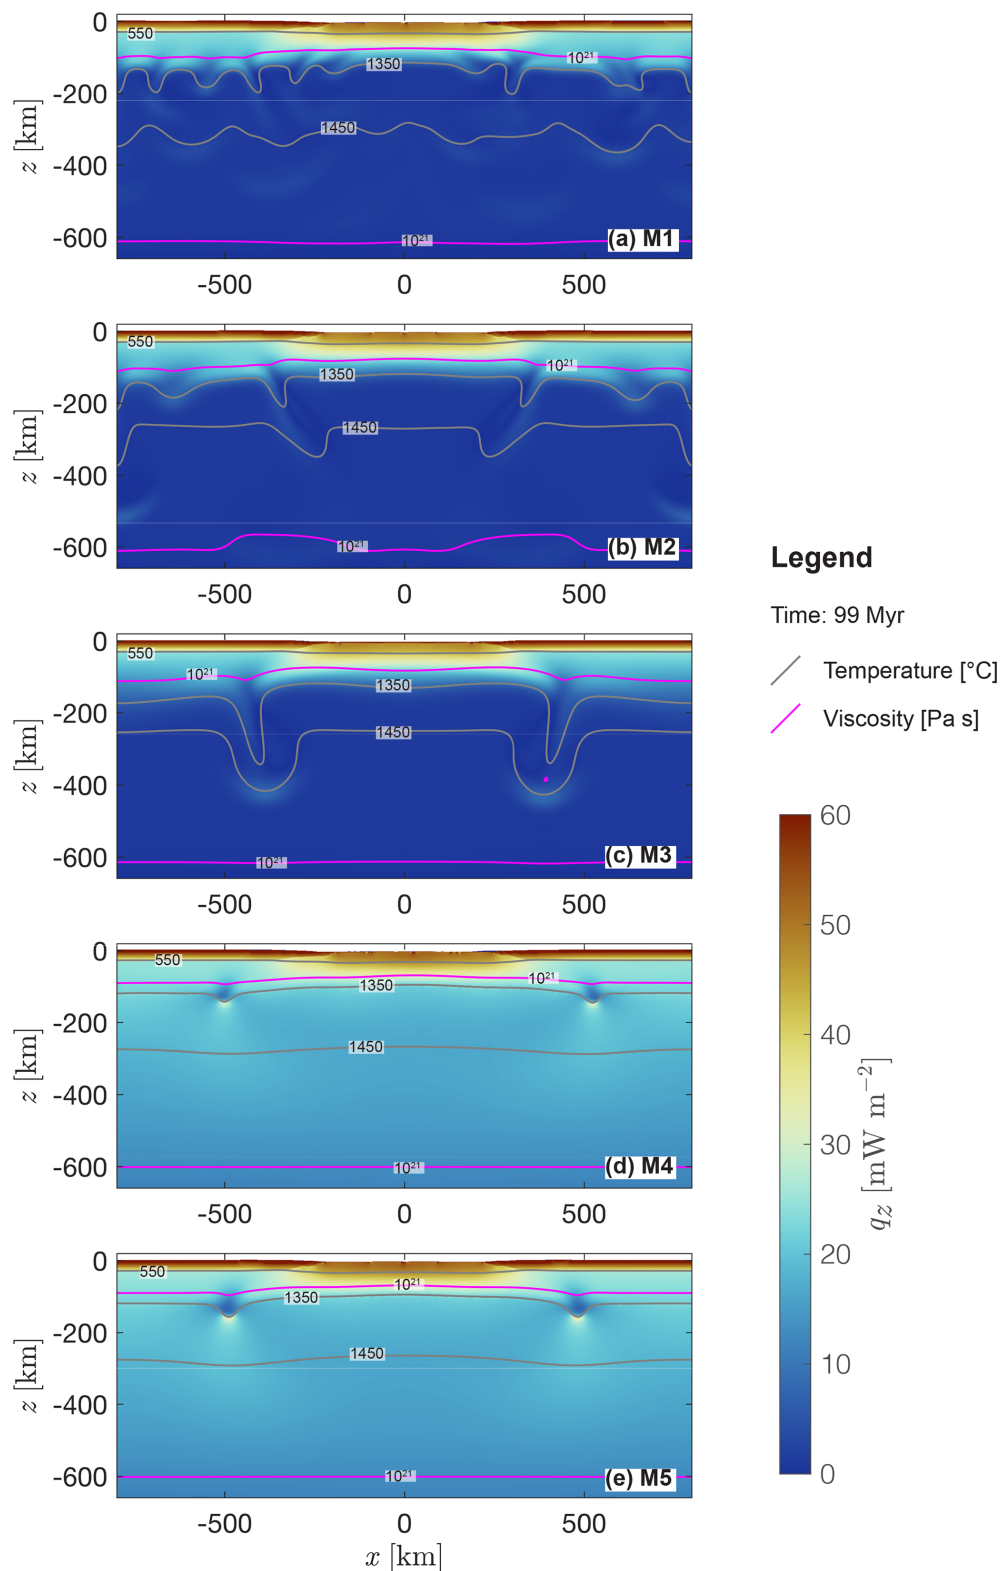 0
550
10²¹
1350
-200
1450
-400
z [km]
-600
10²¹
(a) M1
-500 0 500
0
550
10²¹
1350
-200
1450
-400
z [km]
-600
10²¹
(b) M2
-500 0 500
Legend
Time: 99 Myr
Temperature [°C]
Viscosity [Pa s]
0
550
10²¹
1350
-200
1450
-400
z [km]
-600
10²¹
(c) M3
-500 0 500
60
50
40
30
20
10
0
q_z [mW m⁻²]
0
550
10²¹
1350
-200
1450
-400
z [km]
-600
10²¹
(d) M4
-500 0 500
0
550
10²¹
1350
-200
1450
-400
z [km]
-600
10²¹
(e) M5
-500 0 500
x [km]